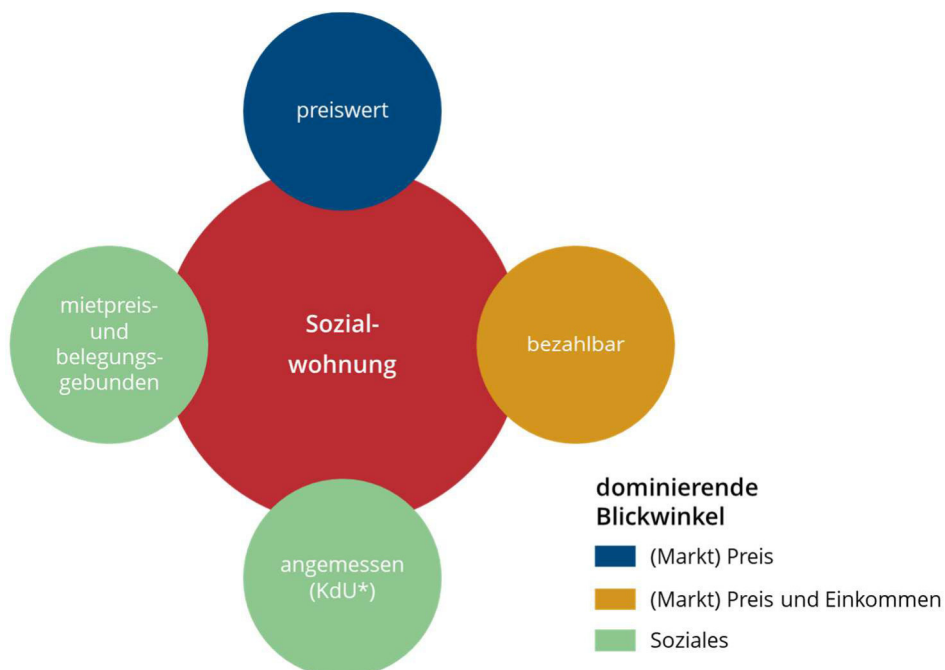 preiswert
mietpreis-
und
belegungs-
gebunden
Sozial-
wohnung
bezahlbar
angemessen
(KdU*)
dominierende
Blickwinkel
(Markt) Preis
(Markt) Preis und Einkommen
Soziales